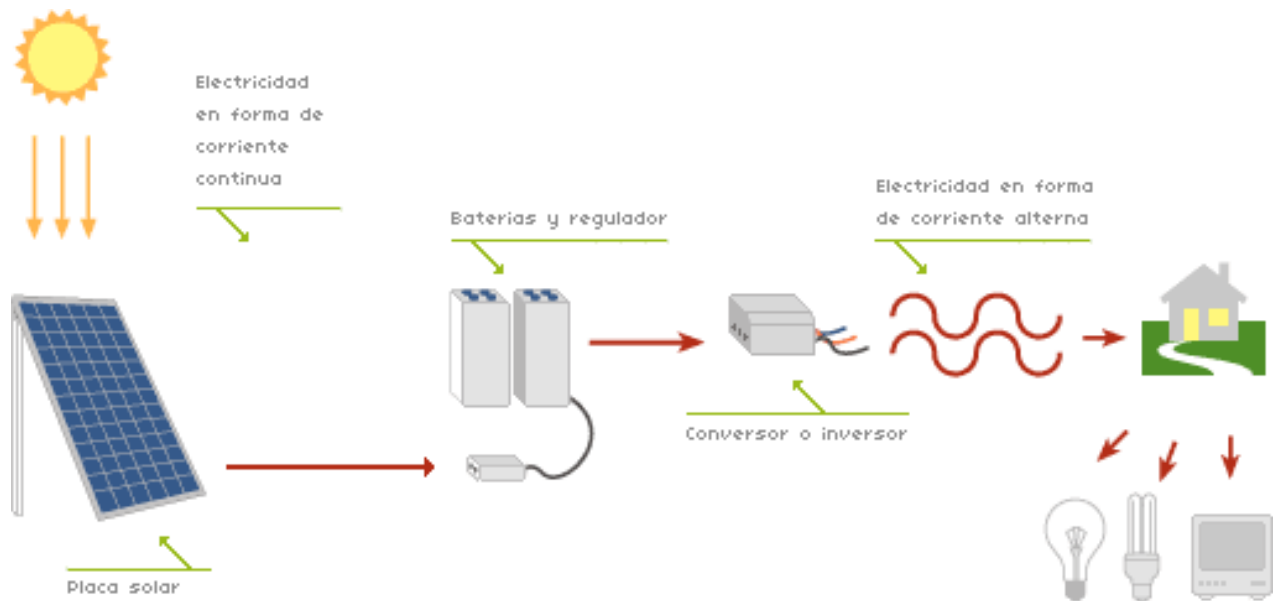 Electricidad
en forma de
corriente
continua
Baterias y regulador
Electricidad en forma
de corriente alterna
Conversor o inversor
Placa solar